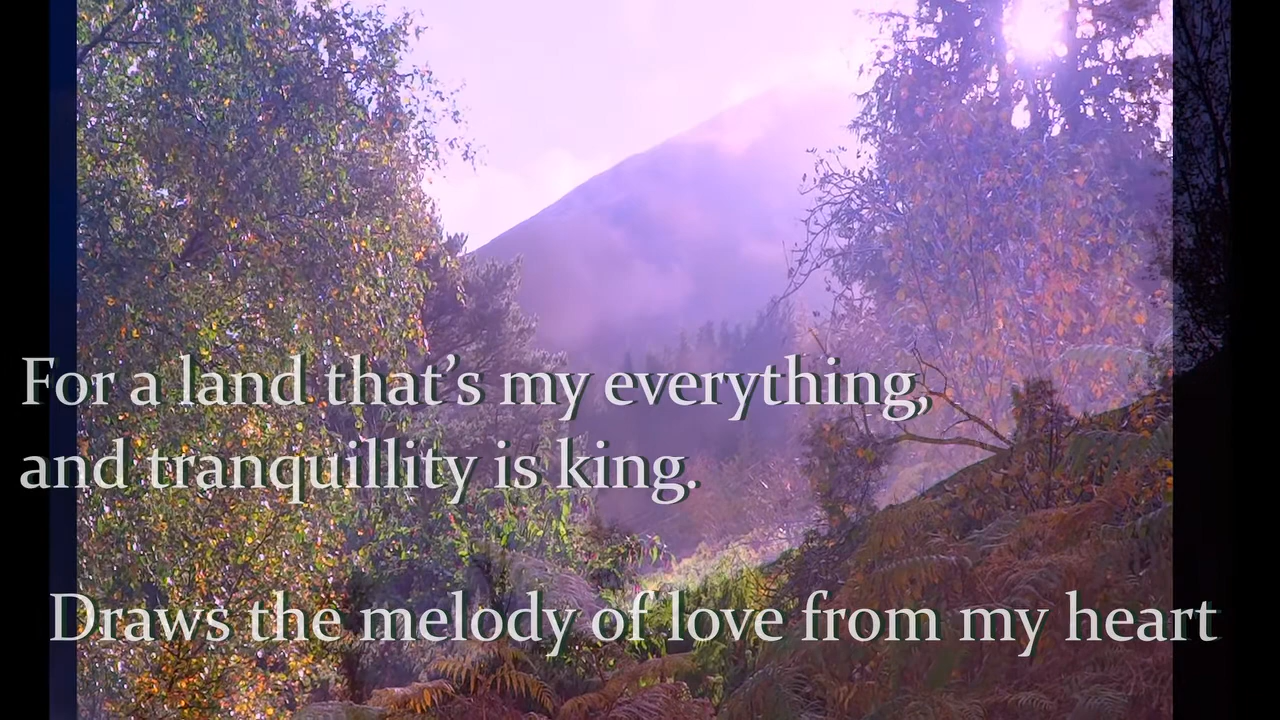 For a land that’s my everything,
and tranquillity is king.
Draws the melody of love from my heart